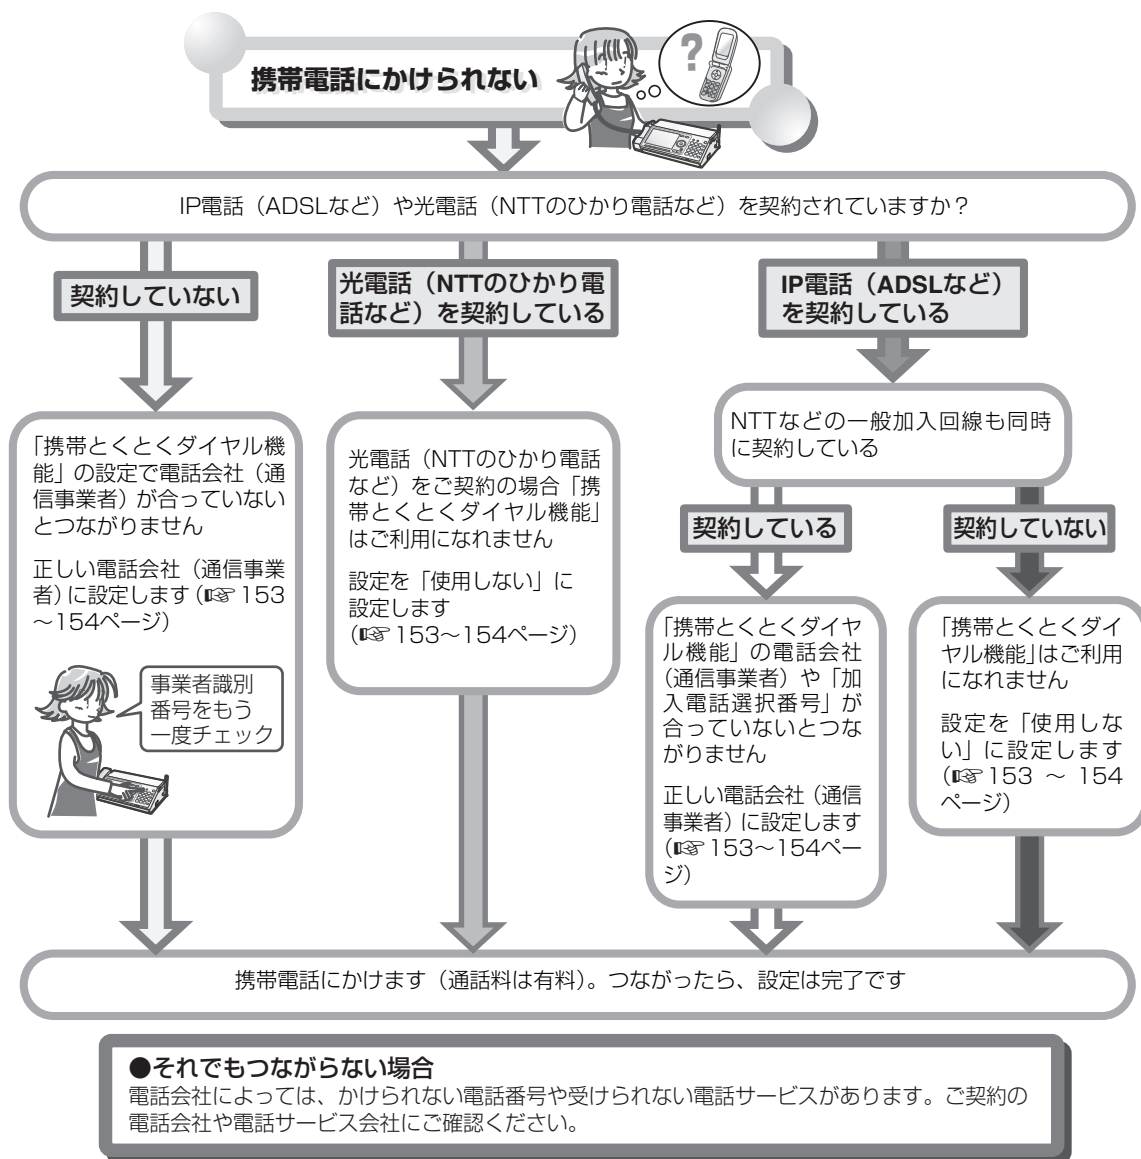 携帯電話にかけられない
?
IP電話（ADSLなど）や光電話（NTTのひかり電話など）を契約されていますか？
契約していない
光電話（NTTのひかり電
話など）を契約している
IP電話（ADSLなど）
を契約している
「携帯とくとくダイヤル機
能」の設定で電話会社（通
信事業者）が合っていない
とつながりません
正しい電話会社（通信事業
者）に設定します（☞153
〜154ページ）
事業者識別
番号をもう
一度チェック
光電話（NTTのひかり電話
など）をご契約の場合「携
帯とくとくダイヤル機能」
はご利用になれません
設定を「使用しない」に
設定します
（☞153〜154ページ）
NTTなどの一般加入回線も同時
に契約している
契約している
契約していない
「携帯とくとくダイヤ
ル機能」の電話会社
（通信事業者）や「加
入電話選択番号」が
合っていないとつな
がりません
正しい電話会社（通信
事業者）に設定します
（☞153〜154ペー
ジ）
「携帯とくとくダイ
ヤル機能」はご利用
になれません
設定を「使用しな
い」に設定します
（☞153 〜 154
ページ）
携帯電話にかけます（通話料は有料）。つながったら、設定は完了です
●それでもつながらない場合
電話会社によっては、かけられない電話番号や受けられない電話サービスがあります。ご契約の
電話会社や電話サービス会社にご確認ください。